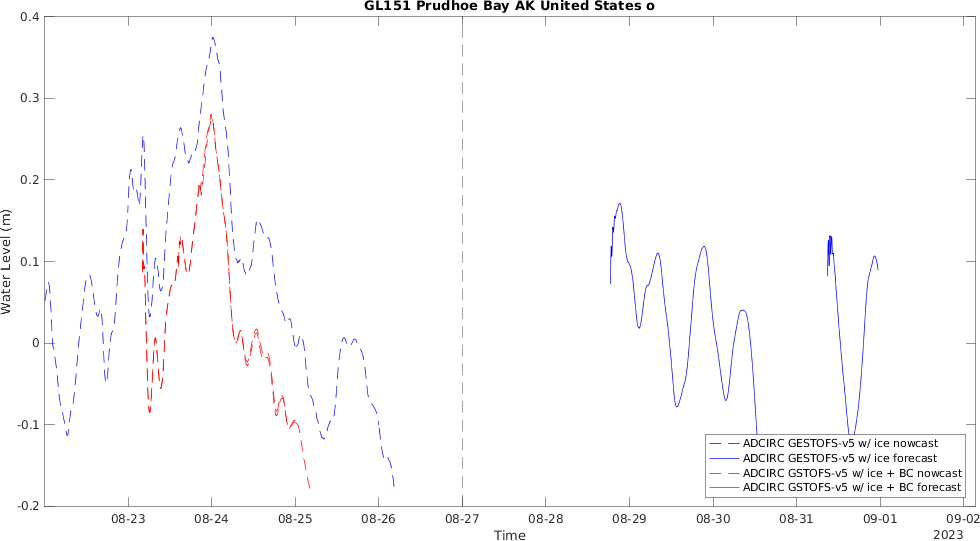 GL151 Prudhoe Bay AK United States o
0.4
0.3
0.2
0.1
0
-0.1
-0.2
Water Level (m)
08-23 08-24 08-25 08-26 08-27 08-28 08-29 08-30 08-31 09-01 09-02
Time
2023
ADCIRC GESTOFS-v5 w/ ice nowcast
ADCIRC GESTOFS-v5 w/ ice forecast
ADCIRC GSTOFS-v5 w/ice + BC nowcast
ADCIRC GSTOFS-v5 w/ice + BC forecast